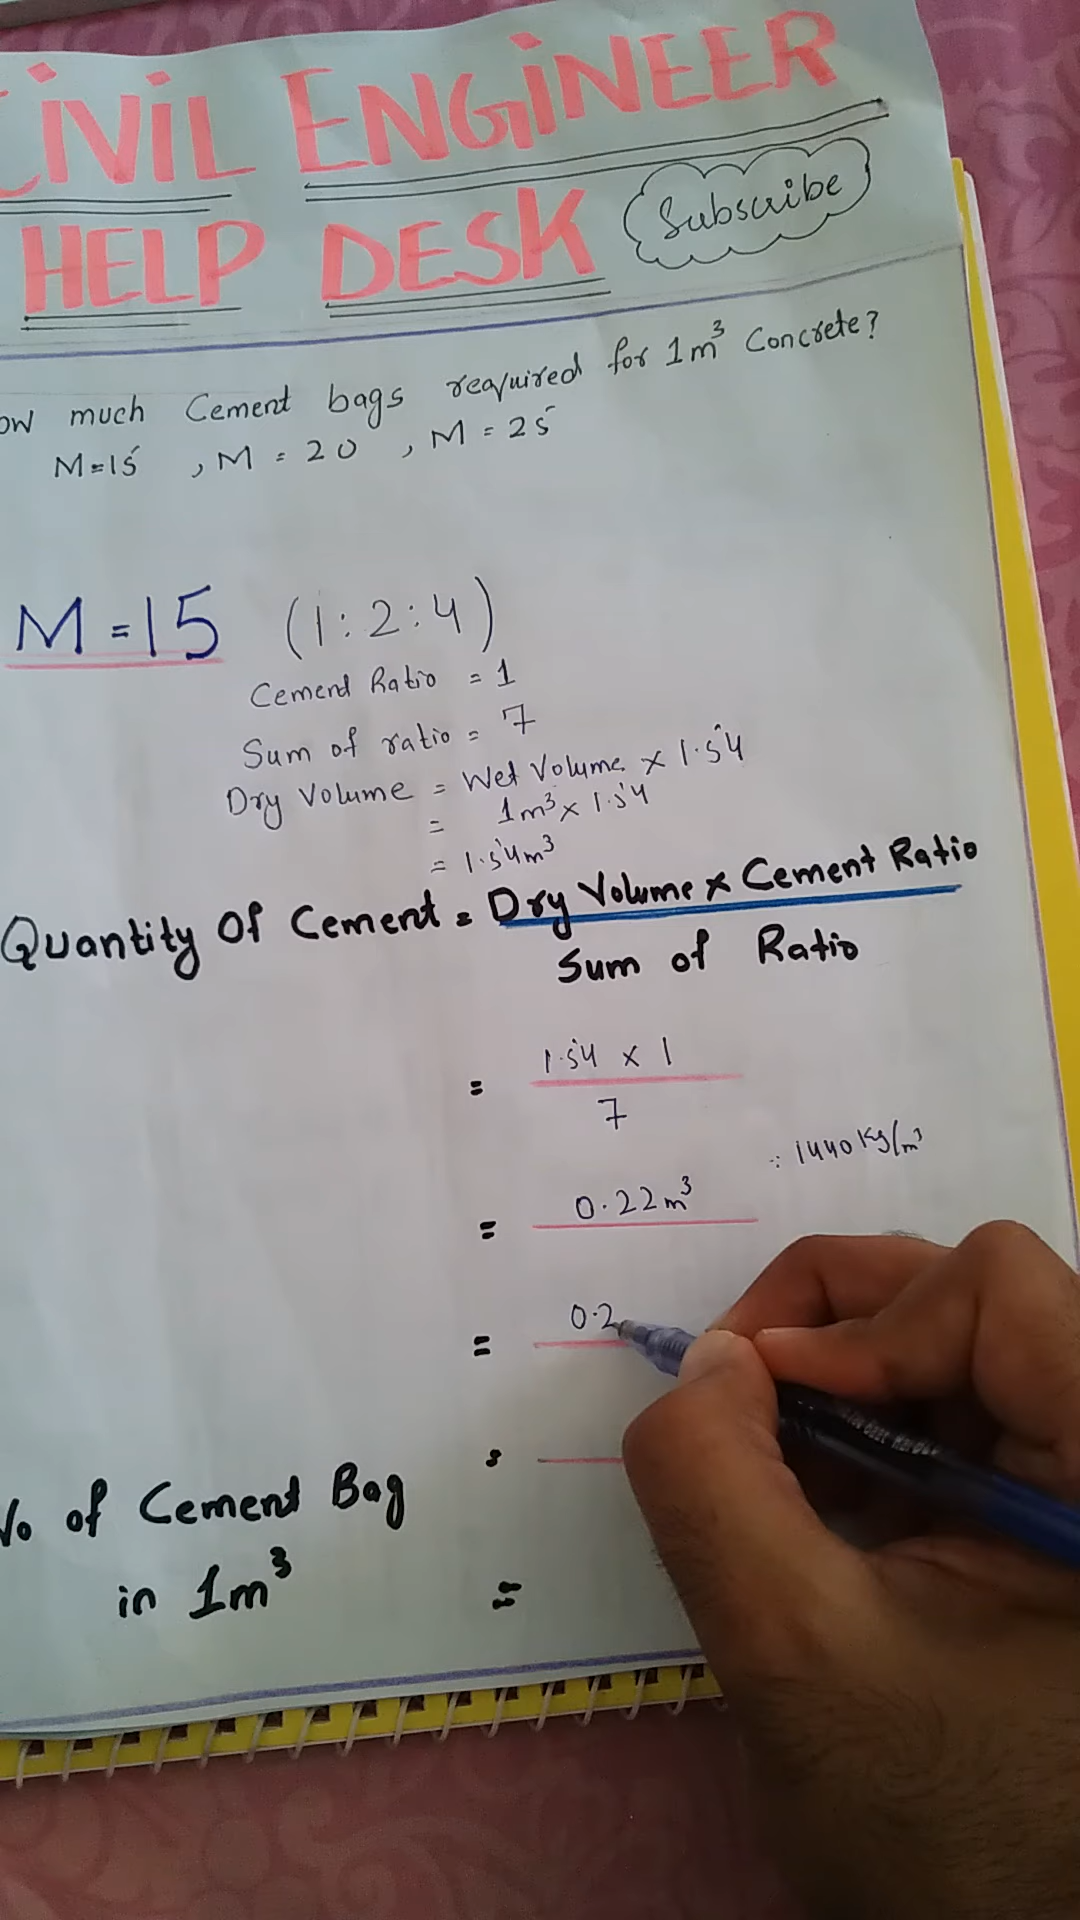 CIVIL ENGINEER
HELP DESK
Subscribe
ow much Cement bags required for 1m³ Concrete?
M=15 , M = 20 , M = 25
M=15 (1:2:4)
Cement Ratio = 1
Sum of ratio = 7
Dry Volume = Wet Volume x 1.54
= 1m³ x 1.54
= 1.54m³
Quantity Of Cement = Dry Volume x Cement Ratio
Sum of Ratio
= 1.54 x 1
7
∴ 1440 Kg/m³
= 0.22m³
= 0.2
=
No of Cement Bag
in 1m³ =